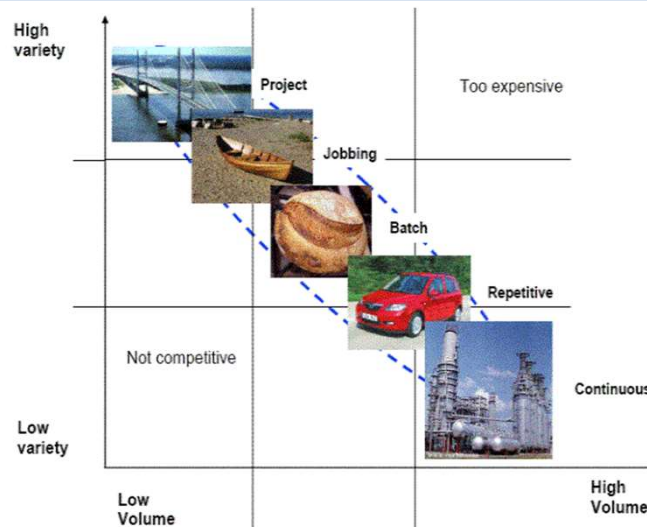 High
variety
Project
Too expensive
Jobbing
Batch
Repetitive
Not competitive
Continuous
Low
variety
Low
Volume
High
Volume